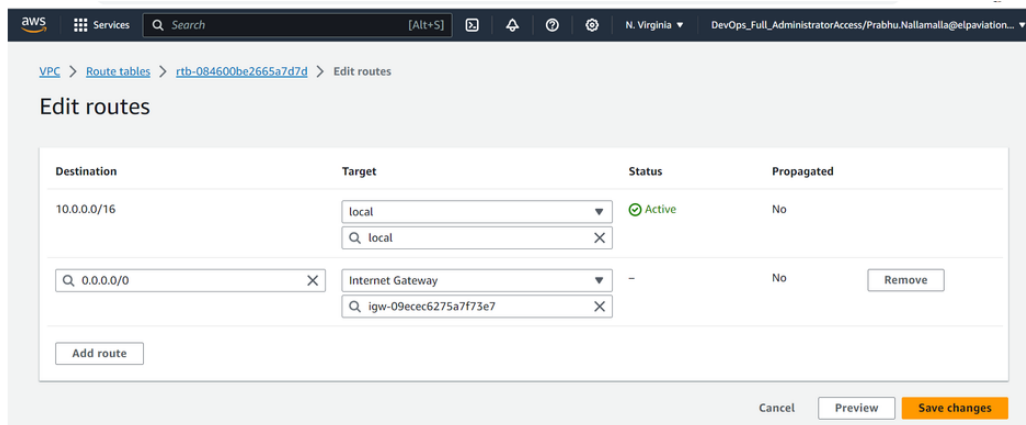 aws Services Search [Alt+S] N. Virginia DevOps_Full_AdministratorAccess/Prabhu.Nallamalla@elpaviation...
VPC > Route tables > rtb-084600be2665a7d7d > Edit routes
Edit routes
Destination Target Status Propagated
10.0.0.0/16 local Active No
local
0.0.0.0/0 Internet Gateway – No Remove
igw-09ecec6275a7f73e7
Add route
Cancel Preview Save changes